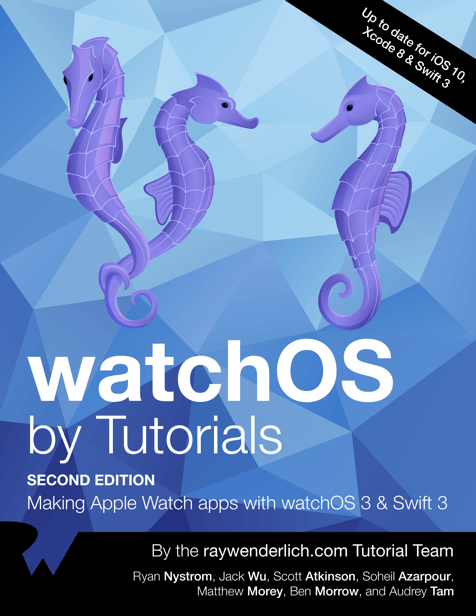 Up to date for iOS 10,
Xcode 8 & Swift 3
watchOS
by Tutorials
SECOND EDITION
Making Apple Watch apps with watchOS 3 & Swift 3
By the raywenderlich.com Tutorial Team
Ryan Nystrom, Jack Wu, Scott Atkinson, Soheil Azarpour,
Matthew Morey, Ben Morrow, and Audrey Tam